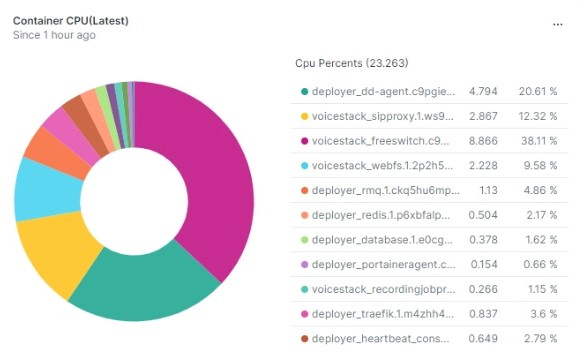 Container CPU(Latest)
Since 1 hour ago
...
Cpu Percents (23.263)
deployer_dd-agent.c9pgie... 4.794 20.61 %
voicestack_sipproxy.1.ws9... 2.867 12.32 %
voicestack_freeswitch.c9... 8.866 38.11 %
voicestack_webfs.1.2p2h5... 2.228 9.58 %
deployer_rmq.1.ckq5hu6mp... 1.13 4.86 %
deployer_redis.1.p6xbfalp... 0.504 2.17 %
deployer_database.1.e0cg... 0.378 1.62 %
deployer_portaineragent.c... 0.154 0.66 %
voicestack_recordingjobpr... 0.266 1.15 %
deployer_traefik.1.m4zhh4... 0.837 3.6 %
deployer_heartbeat_cons... 0.649 2.79 %